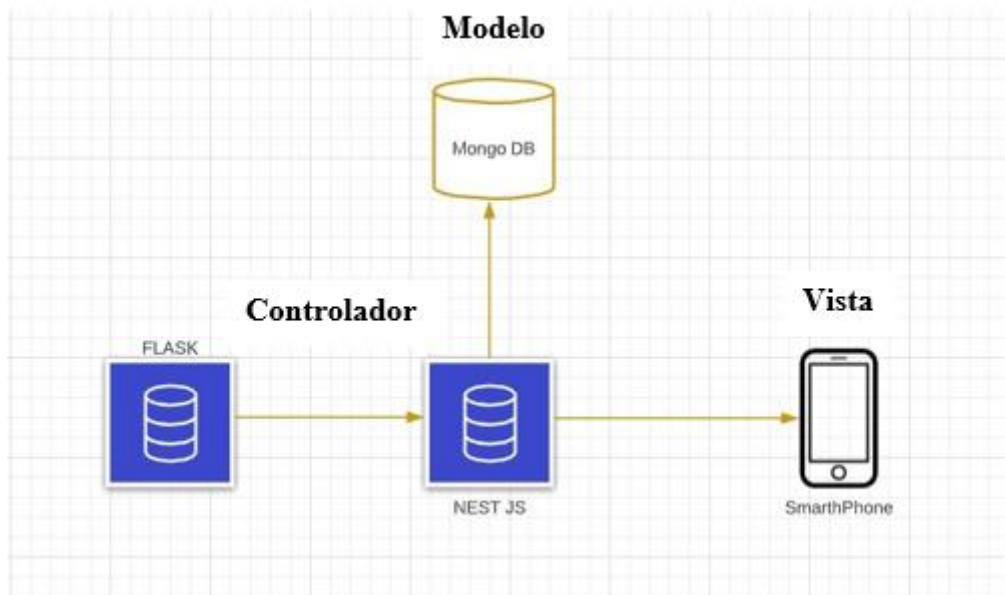 Modelo
Mongo DB
Controlador
Vista
FLASK
NEST JS
SmarthPhone